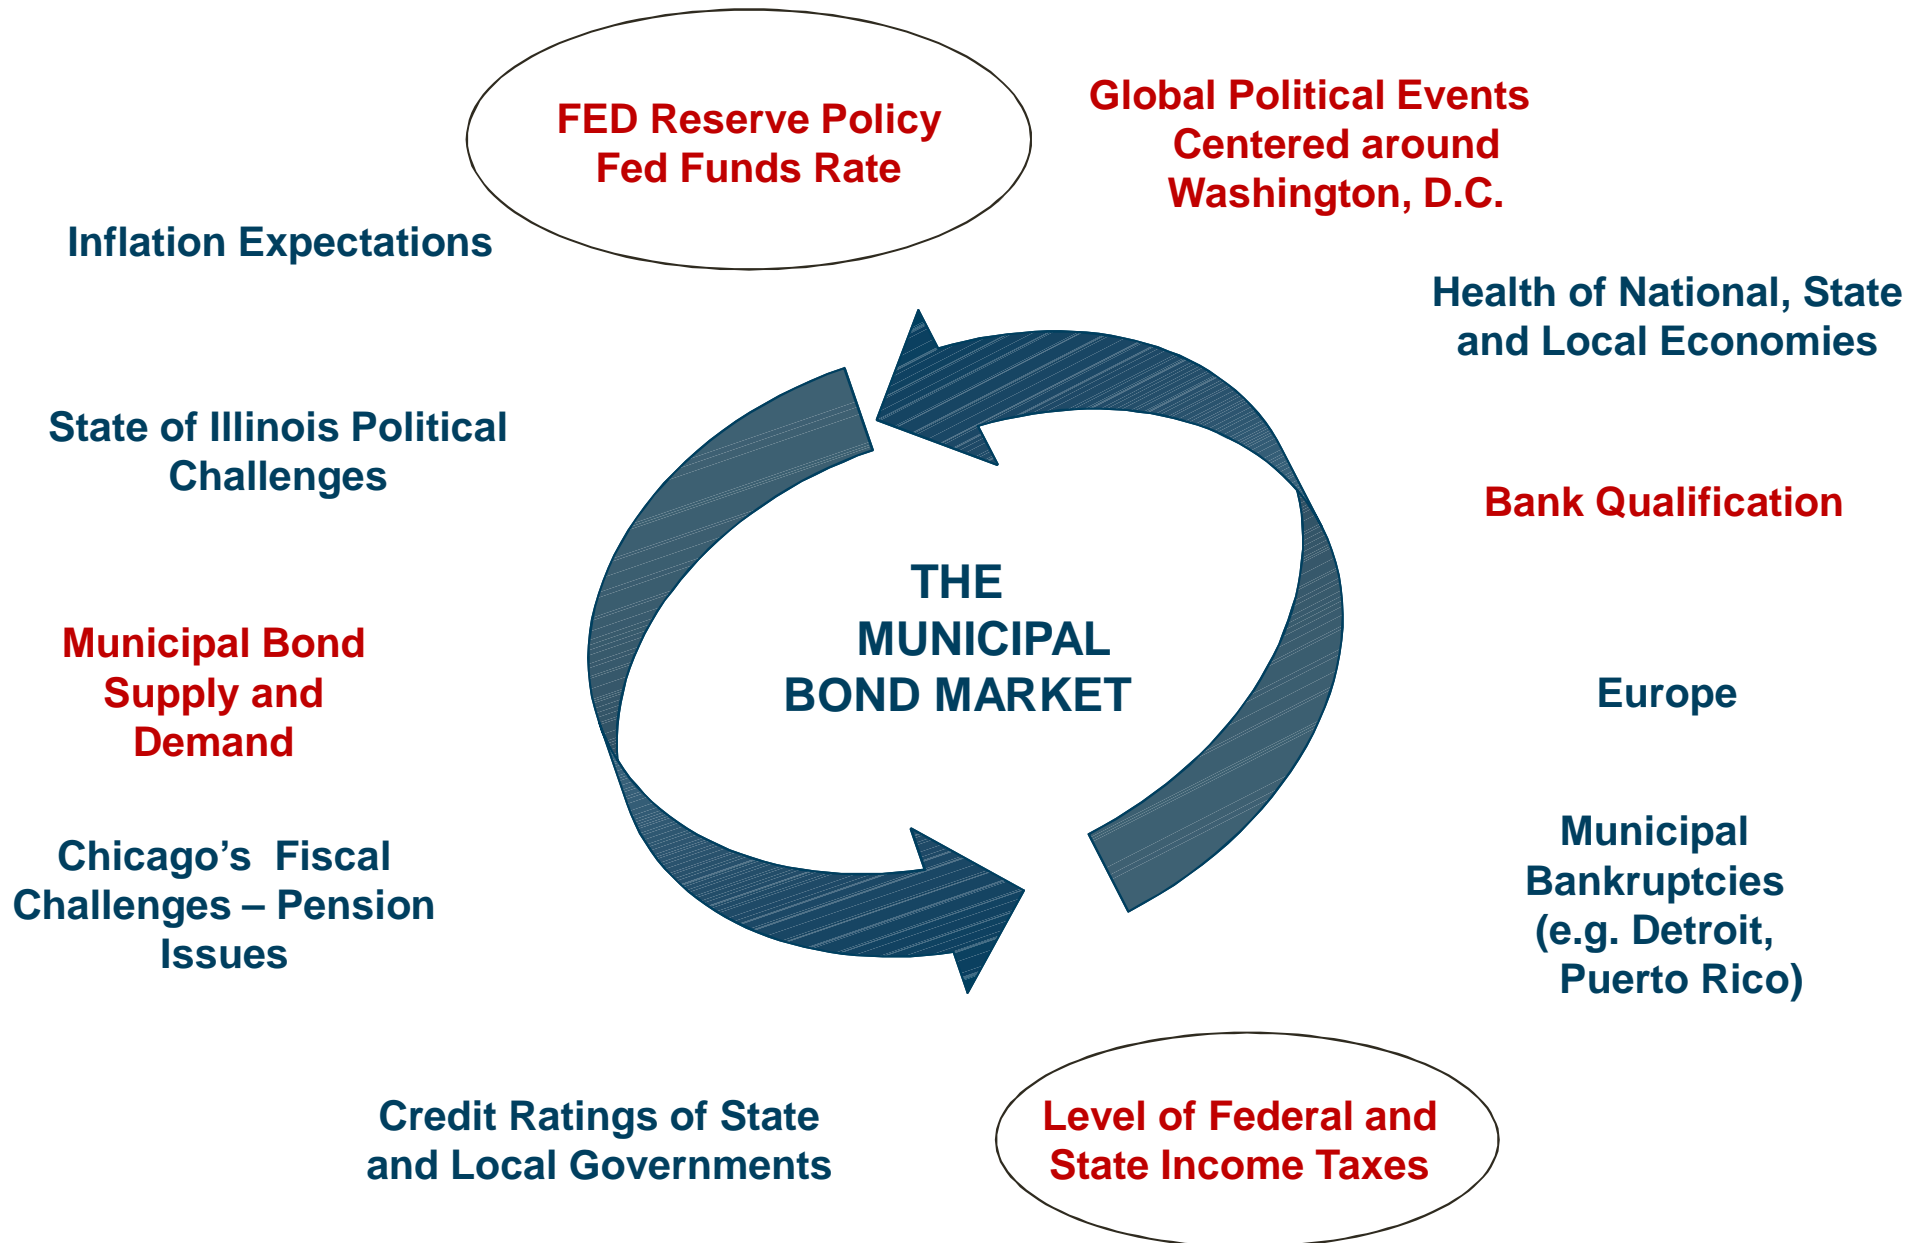 FED Reserve Policy
Fed Funds Rate
Global Political Events
Centered around
Washington, D.C.
Inflation Expectations
Health of National, State
and Local Economies
State of Illinois Political
Challenges
Bank Qualification
THE
MUNICIPAL
BOND MARKET
Municipal Bond
Supply and
Demand
Europe
Chicago’s  Fiscal
Challenges – Pension
Issues
Municipal
Bankruptcies
(e.g. Detroit,
Puerto Rico)
Credit Ratings of State
and Local Governments
Level of Federal and
State Income Taxes